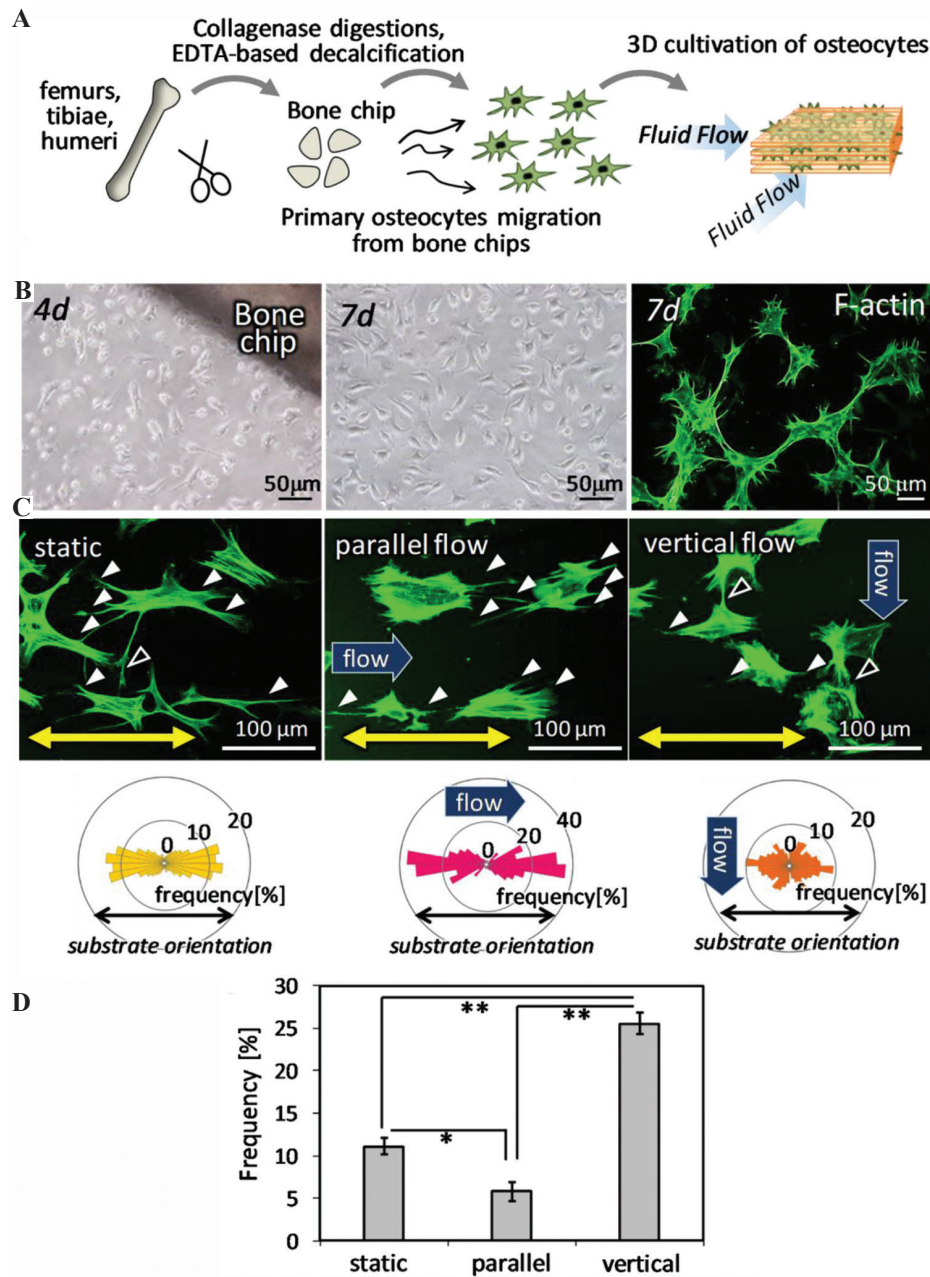 A
Collagenase digestions,
EDTA-based decalcification
3D cultivation of osteocytes
femurs,
tibiae,
humeri
Bone chip
Fluid Flow
Fluid Flow
Primary osteocytes migration
from bone chips
B
4d
Bone
chip
50μm
7d
50μm
7d
F-actin
50 μm
C
static
100 μm
parallel flow
flow
100 μm
vertical flow
flow
100 μm
0 10 20
frequency[%]
substrate orientation
flow
0 20 40
frequency[%]
substrate orientation
flow
0 10 20
frequency[%]
substrate orientation
D
Frequency [%]
30
25
20
15
10
5
0
**
**
*
static
parallel
vertical